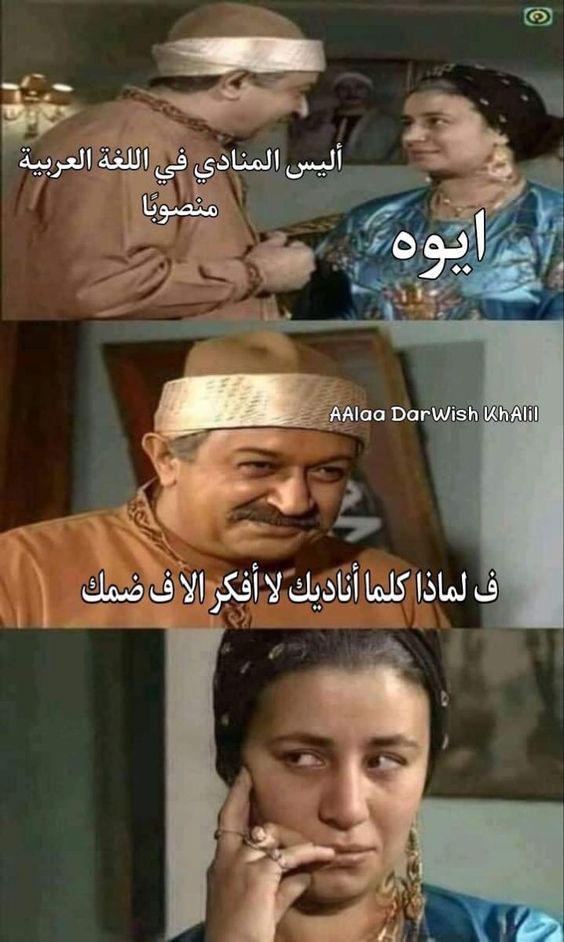 أليس المنادي في اللغة العربية
منصوبًا
ايوه
AAlaa DarWish KhAlil
ف لماذا كلما أناديك لا أفكر الا ف ضمك